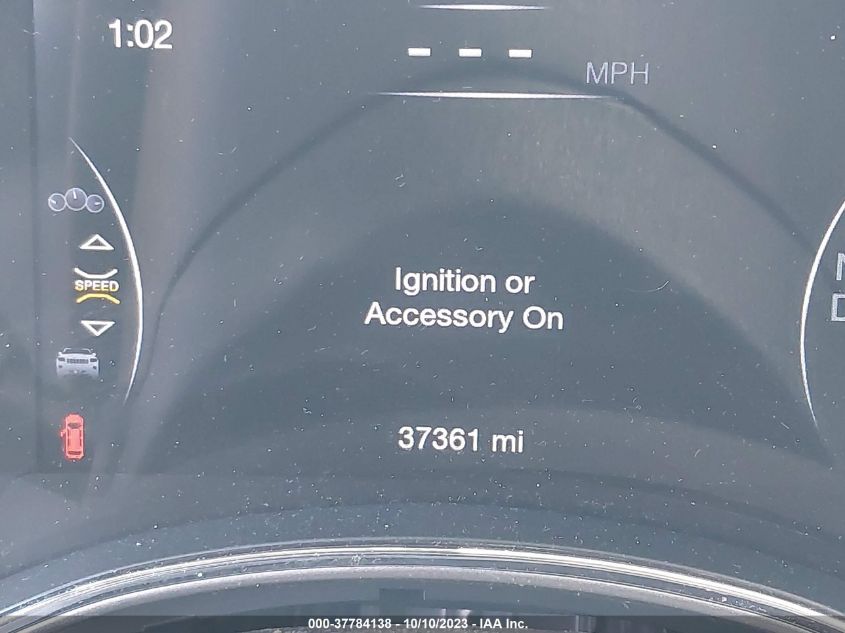 1:02
- - -
MPH
SPEED
Ignition or
Accessory On
37361 mi
000-37784138 - 10/10/2023 - IAA Inc.